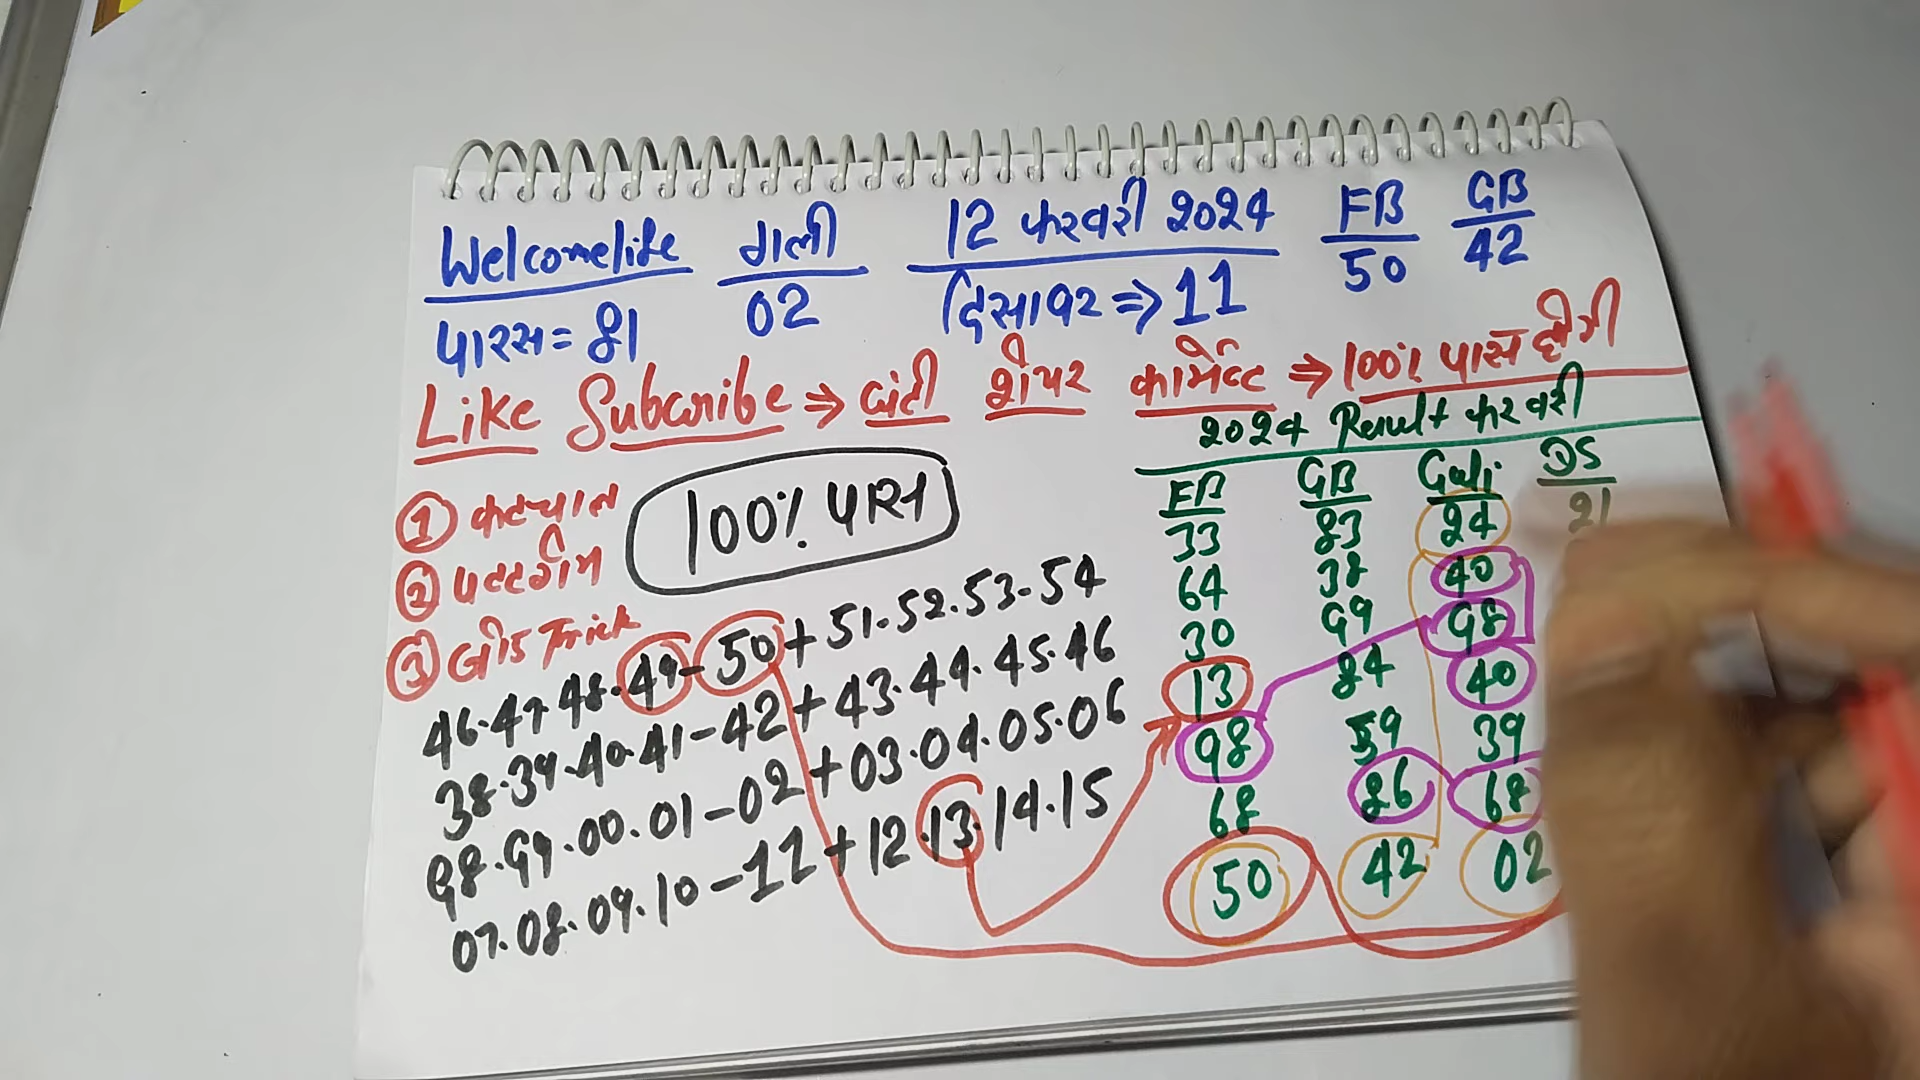 Welcomelife गली 12 फरवरी 2024 FB GB
पारस = 81 02 दिसावर ⇒ 11 50 42
Like Subscribe ⇒ घंटी शेयर कॉमेन्ट ⇒ 100% पास होगी
2024 Result फरवरी
① कल्याण 100%
② 
③ जोड Trick
FB GB Gali DS
33 83 24 21
64 38 40
30 99 98
13 84 40
98 59 39
68 86 68
50 42 02
46.47.48.49-50+51.52.53.54
38.39.40.41-42+43.44.45.46
98.99.00.01-02+03.04.05.06
07.08.09.10-11+12.13.14.15